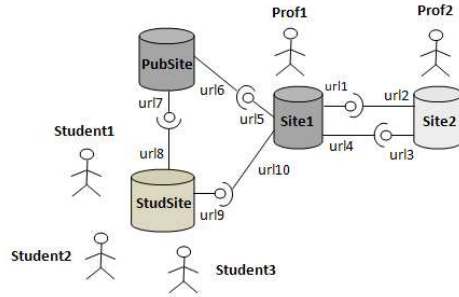 Prof1
Prof2
PubSite
url6
url7
url5
url1
url2
Site1
Site2
url4
url3
Student1
url8
url10
StudSite
url9
Student2
Student3